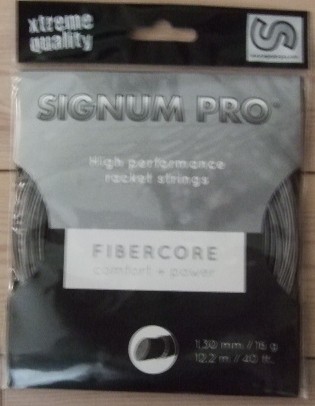 xtreme
quality
SIGNUM PRO
High performance
racket strings
FIBERCORE
comfort + power
1,30 mm / 16 g
12,2 m / 40 ft.